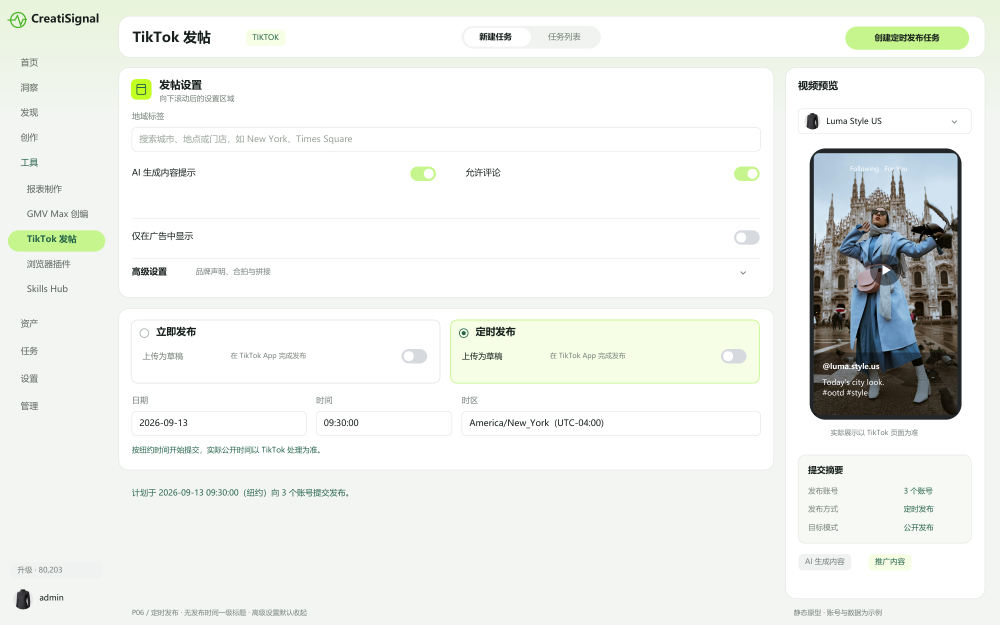 CreatiSignal
首页
洞察
发现
创作
工具
报表制作
GMV Max 创编
TikTok 发帖
浏览器插件
Skills Hub
资产
任务
设置
管理
升级 · 80,203
admin
TikTok 发帖
TIKTOK
新建任务
任务列表
创建定时发布任务
发帖设置
向下滚动后的设置区域
地域标签
搜索城市、地点或门店，如 New York、Times Square
AI 生成内容提示
允许评论
仅在广告中显示
高级设置
品牌声明、合拍与拼接
立即发布
上传为草稿
在 TikTok App 完成发布
定时发布
上传为草稿
在 TikTok App 完成发布
日期
时间
时区
2026-09-13
09:30:00
America/New_York (UTC-04:00)
按纽约时间开始提交，实际公开时间以 TikTok 处理为准。
计划于 2026-09-13 09:30:00（纽约）向 3 个账号提交发布。
P06 / 定时发布 · 无发布时间一级标题 · 高级设置默认收起
视频预览
Luma Style US
Following For You
@luma.style.us
Today's city look.
#ootd #style
实际展示以 TikTok 页面为准
提交摘要
发布账号
3 个账号
发布方式
定时发布
目标模式
公开发布
AI 生成内容
推广内容
静态原型 · 账号与数据为示例